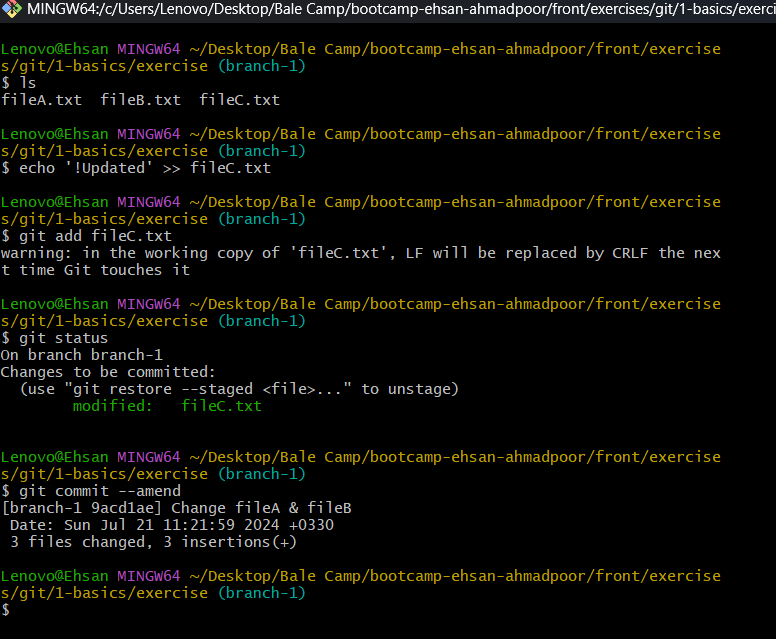 MINGW64:/c/Users/Lenovo/Desktop/Bale Camp/bootcamp-ehsan-ahmadpoor/front/exercises/git/1-basics/exerci
Lenovo@Ehsan MINGW64 ~/Desktop/Bale Camp/bootcamp-ehsan-ahmadpoor/front/exercise
s/git/1-basics/exercise (branch-1)
$ ls
fileA.txt  fileB.txt  fileC.txt
Lenovo@Ehsan MINGW64 ~/Desktop/Bale Camp/bootcamp-ehsan-ahmadpoor/front/exercise
s/git/1-basics/exercise (branch-1)
$ echo '!Updated' >> fileC.txt
Lenovo@Ehsan MINGW64 ~/Desktop/Bale Camp/bootcamp-ehsan-ahmadpoor/front/exercise
s/git/1-basics/exercise (branch-1)
$ git add fileC.txt
warning: in the working copy of 'fileC.txt', LF will be replaced by CRLF the nex
t time Git touches it
Lenovo@Ehsan MINGW64 ~/Desktop/Bale Camp/bootcamp-ehsan-ahmadpoor/front/exercise
s/git/1-basics/exercise (branch-1)
$ git status
On branch branch-1
Changes to be committed:
  (use "git restore --staged <file>..." to unstage)
        modified:   fileC.txt
Lenovo@Ehsan MINGW64 ~/Desktop/Bale Camp/bootcamp-ehsan-ahmadpoor/front/exercise
s/git/1-basics/exercise (branch-1)
$ git commit --amend
[branch-1 9acd1ae] Change fileA & fileB
 Date: Sun Jul 21 11:21:59 2024 +0330
 3 files changed, 3 insertions(+)
Lenovo@Ehsan MINGW64 ~/Desktop/Bale Camp/bootcamp-ehsan-ahmadpoor/front/exercise
s/git/1-basics/exercise (branch-1)
$